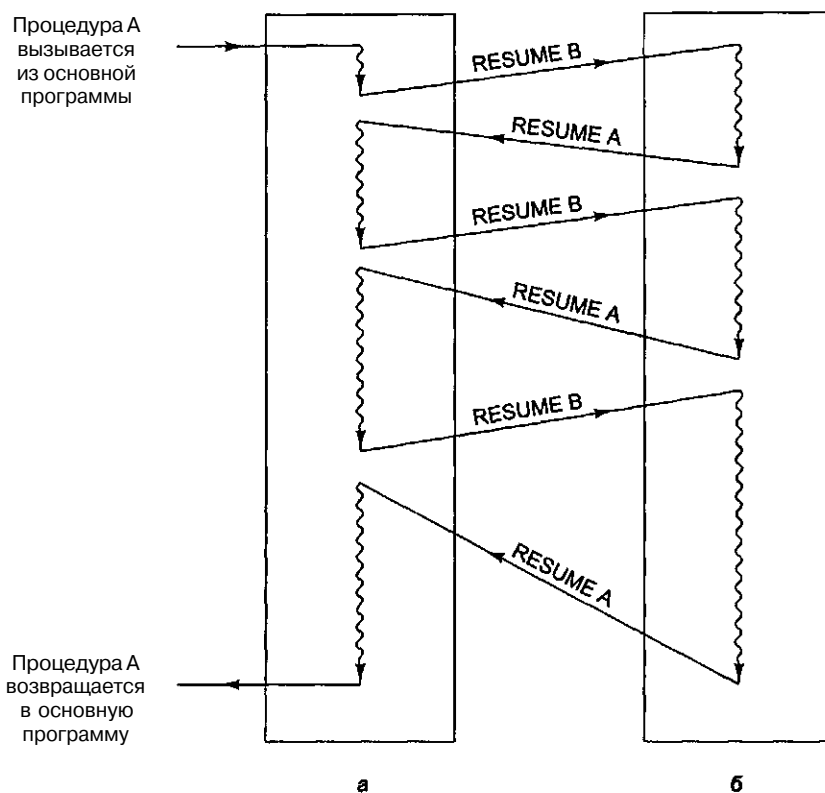 Процедура А
вызывается
из основной
программы
RESUME B
RESUME A
RESUME B
RESUME A
RESUME B
RESUME A
Процедура А
возвращается
в основную
программу
а
б